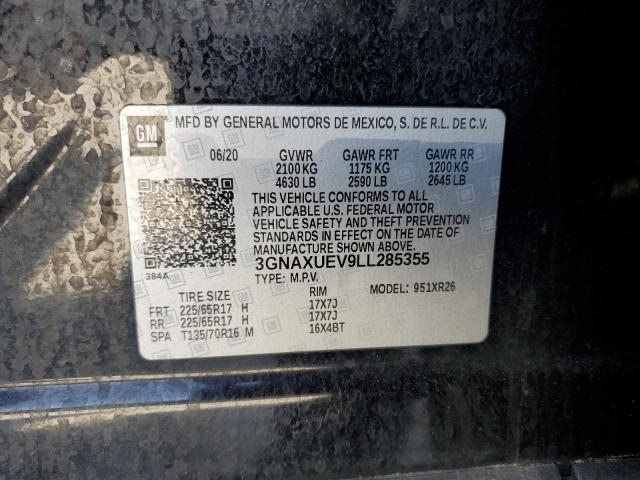 GM
MFD BY GENERAL MOTORS DE MEXICO, S. DE R.L. DE C.V.
06/20 GVWR GAWR FRT GAWR RR
2100 KG 1175 KG 1200 KG
4630 LB 2590 LB 2645 LB
THIS VEHICLE CONFORMS TO ALL
APPLICABLE U.S. FEDERAL MOTOR
VEHICLE SAFETY AND THEFT PREVENTION
STANDARDS IN EFFECT ON THE DATE
OF MANUFACTURE SHOWN ABOVE.
3GNAXUEV9LL285355
384A
TYPE: M.P.V. MODEL: 951XR26
TIRE SIZE RIM
FRT 225/65R17 H 17X7J
RR 225/65R17 H 17X7J
SPA T135/70R16 M 16X4BT